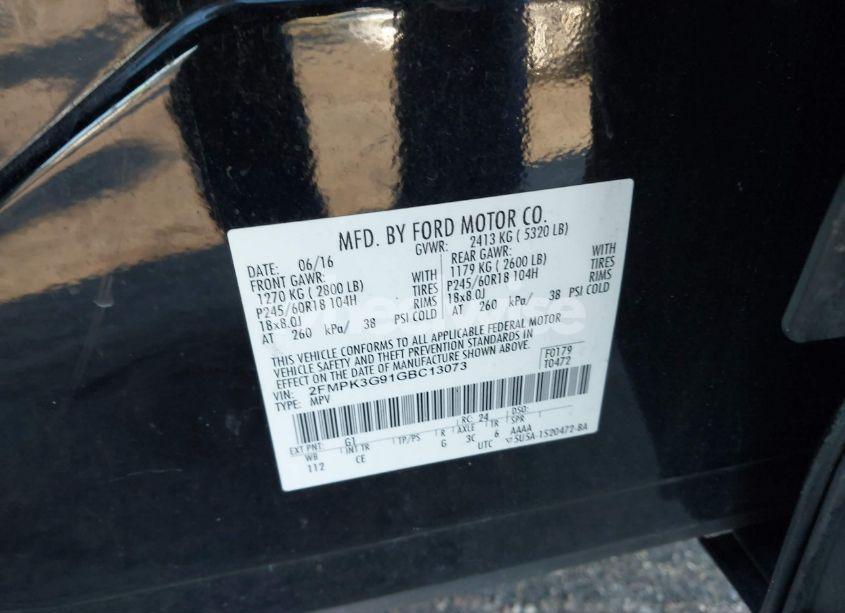 MFD. BY FORD MOTOR CO.
DATE: 06/16 GVWR: 2413 KG ( 5320 LB)
FRONT GAWR: REAR GAWR:
1270 KG ( 2800 LB) WITH 1179 KG ( 2600 LB) WITH
P245/60R18 104H TIRES P245/60R18 104H TIRES
18x8.0J RIMS 18x8.0J RIMS
AT 260 kPa/ 38 PSI COLD AT 260 kPa/ 38 PSI COLD
THIS VEHICLE CONFORMS TO ALL APPLICABLE FEDERAL MOTOR
VEHICLE SAFETY AND THEFT PREVENTION STANDARDS IN
EFFECT ON THE DATE OF MANUFACTURE SHOWN ABOVE.
VIN: 2FMPK3G91GBC13073 F0179
TYPE: MPV T0472
EXT PNT: G1 RC: 24 DSO:
WB INT TR TP/PS R AXLE TR SPR
112 CE G 3C 6 AAAA
UTC 5U5A-1520472-BA